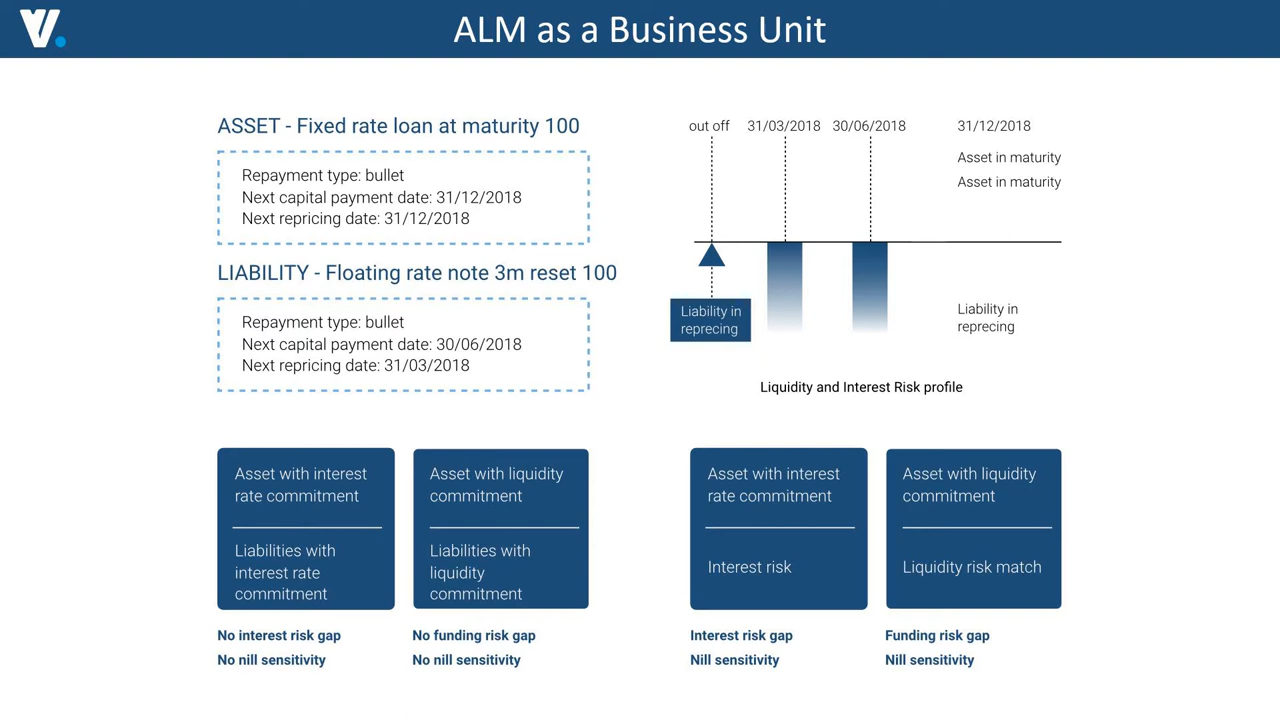 ALM as a Business Unit
ASSET - Fixed rate loan at maturity 100
Repayment type: bullet
Next capital payment date: 31/12/2018
Next repricing date: 31/12/2018
LIABILITY - Floating rate note 3m reset 100
Repayment type: bullet
Next capital payment date: 30/06/2018
Next repricing date: 31/03/2018
out off
31/03/2018
30/06/2018
31/12/2018
Asset in maturity
Asset in maturity
Liability in
reprecing
Liability in
reprecing
Liquidity and Interest Risk profile
Asset with interest
rate commitment
Liabilities with
interest rate
commitment
No interest risk gap
No nill sensitivity
Asset with liquidity
commitment
Liabilities with
liquidity
commitment
No funding risk gap
No nill sensitivity
Asset with interest
rate commitment
Interest risk
Interest risk gap
Nill sensitivity
Asset with liquidity
commitment
Liquidity risk match
Funding risk gap
Nill sensitivity